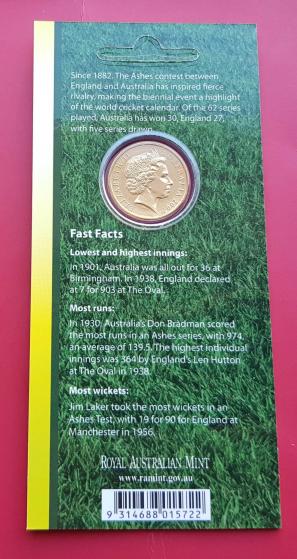 Since 1882, The Ashes contest between
England and Australia has inspired fierce
rivalry, making the biennial event a highlight
of the world cricket calendar. Of the 62 series
played, Australia has won 30, England 27,
with five series drawn.
Fast Facts
Lowest and highest innings:
In 1901, Australia was all out for 36 at
Birmingham. In 1938, England declared
at 7 for 903 at The Oval.
Most runs:
In 1930, Australia's Don Bradman scored
the most runs in an Ashes series, with 974,
an average of 139.5. The highest individual
innings was 364 by England's Len Hutton
at The Oval in 1938.
Most wickets:
Jim Laker took the most wickets in an
Ashes Test, with 19 for 90 for England at
Manchester in 1956.
ROYAL AUSTRALIAN MINT
www.ramint.gov.au
9 314688 015722